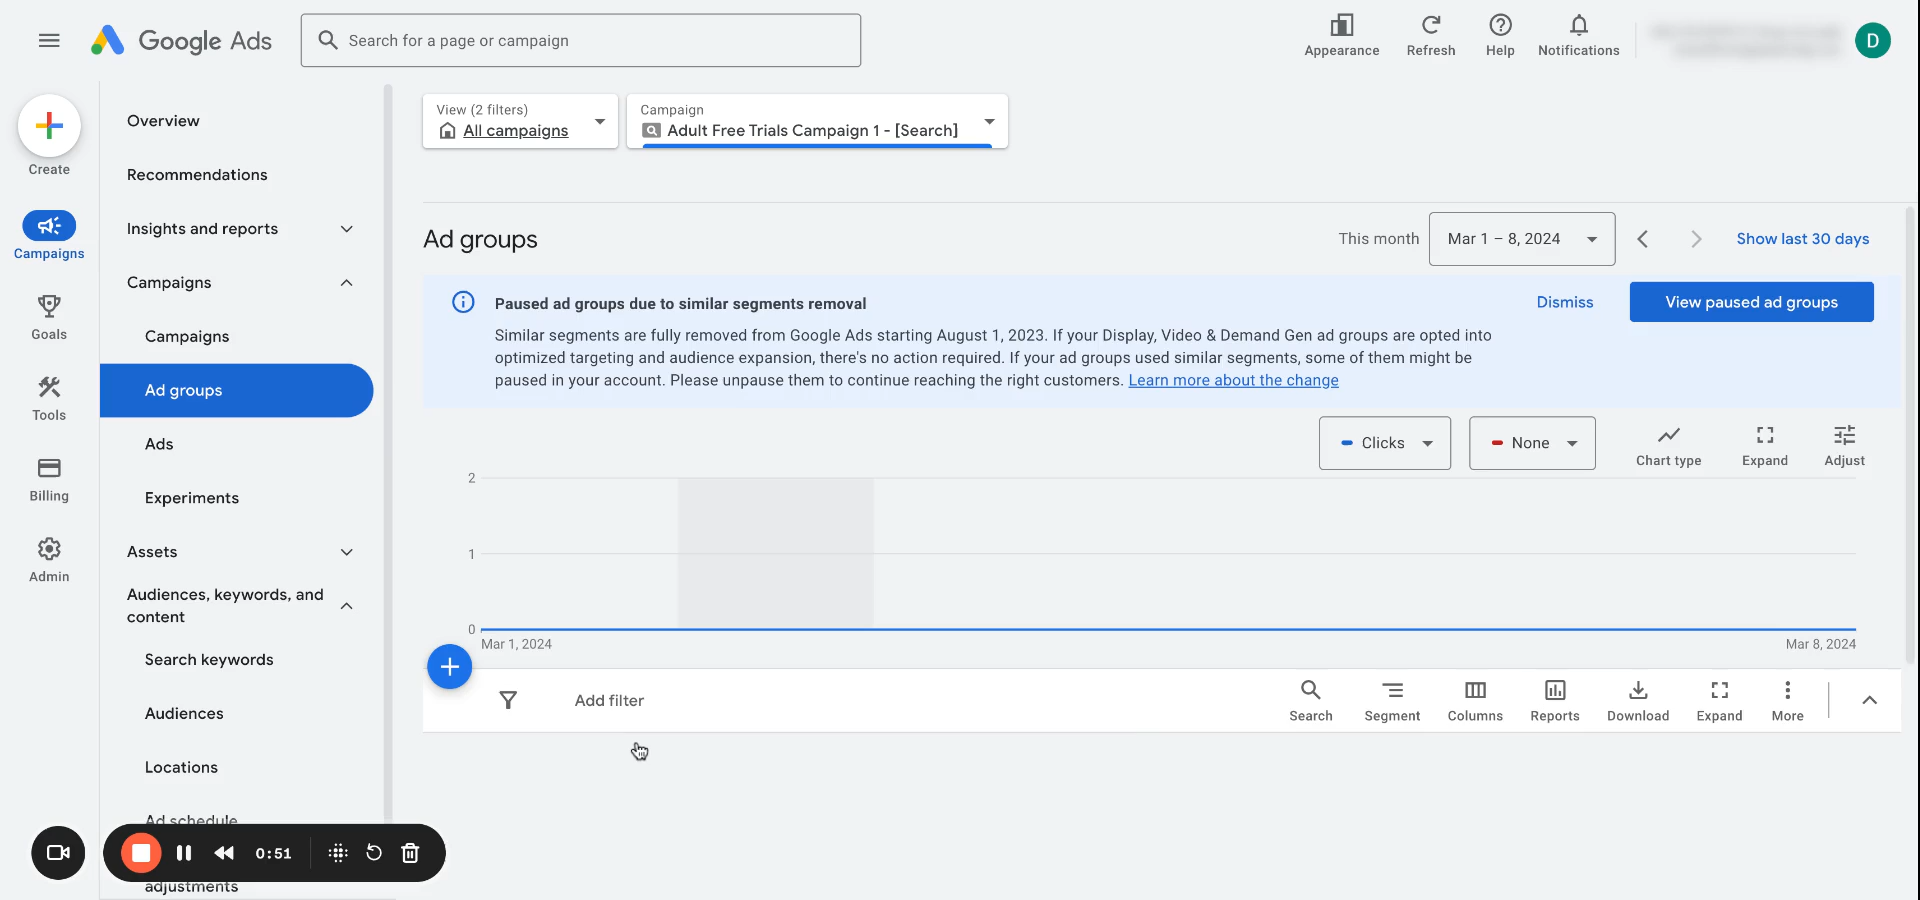 Google Ads
Search for a page or campaign
Appearance
Refresh
Help
Notifications
D
Create
Campaigns
Goals
Tools
Billing
Admin
Overview
Recommendations
Insights and reports
Campaigns
Campaigns
Ad groups
Ads
Experiments
Assets
Audiences, keywords, and
content
Search keywords
Audiences
Locations
Ad schedule
adjustments
0:51
View (2 filters)
All campaigns
Campaign
Adult Free Trials Campaign 1 - [Search]
Ad groups
This month
Mar 1 – 8, 2024
Show last 30 days
Paused ad groups due to similar segments removal
Dismiss
View paused ad groups
Similar segments are fully removed from Google Ads starting August 1, 2023. If your Display, Video & Demand Gen ad groups are opted into
optimized targeting and audience expansion, there's no action required. If your ad groups used similar segments, some of them might be
paused in your account. Please unpause them to continue reaching the right customers. Learn more about the change
Clicks
None
Chart type
Expand
Adjust
2
1
0
Mar 1, 2024
Mar 8, 2024
Add filter
Search
Segment
Columns
Reports
Download
Expand
More